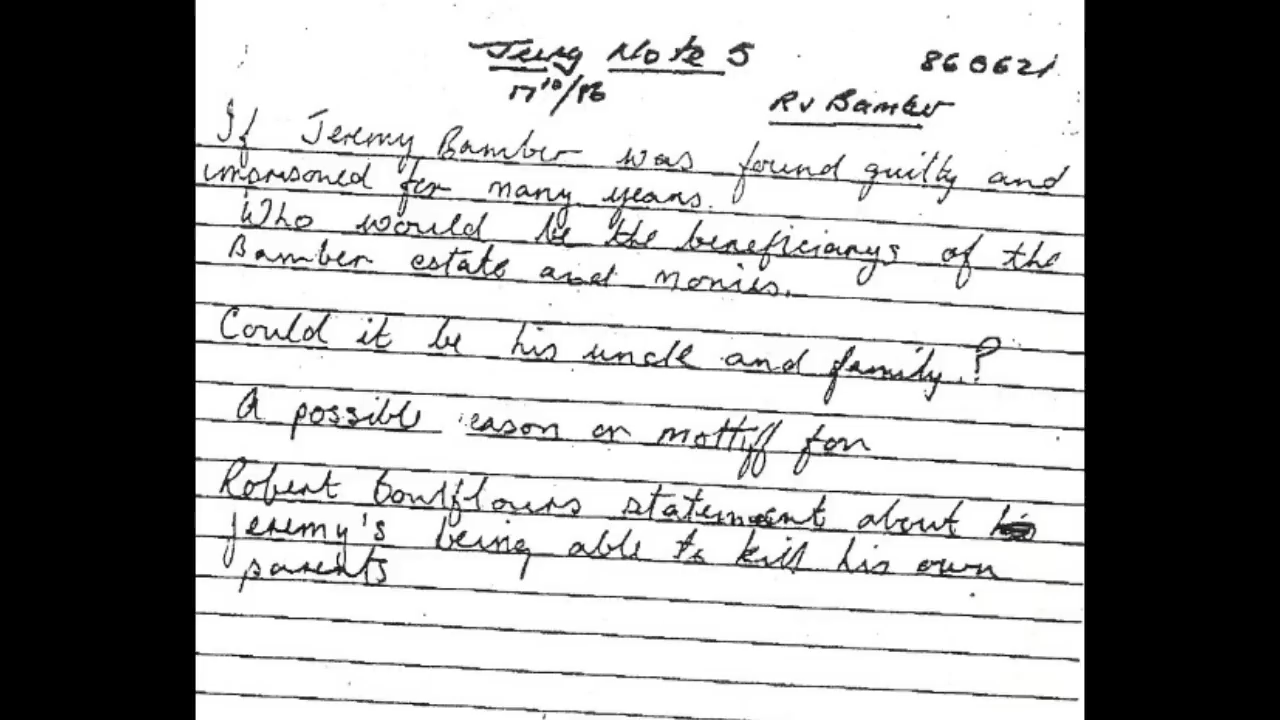 Jury Note 5
860621
17/10/86
R v Bamber
If Jeremy Bamber was found guilty and
imprisoned for many years.
Who would be the beneficiarys of the
Bamber estate and Monies.
Could it be his uncle and family?
A possible reason or mottiff for
Robert Boutflours statement about
Jeremy's being able to kill his own
parents